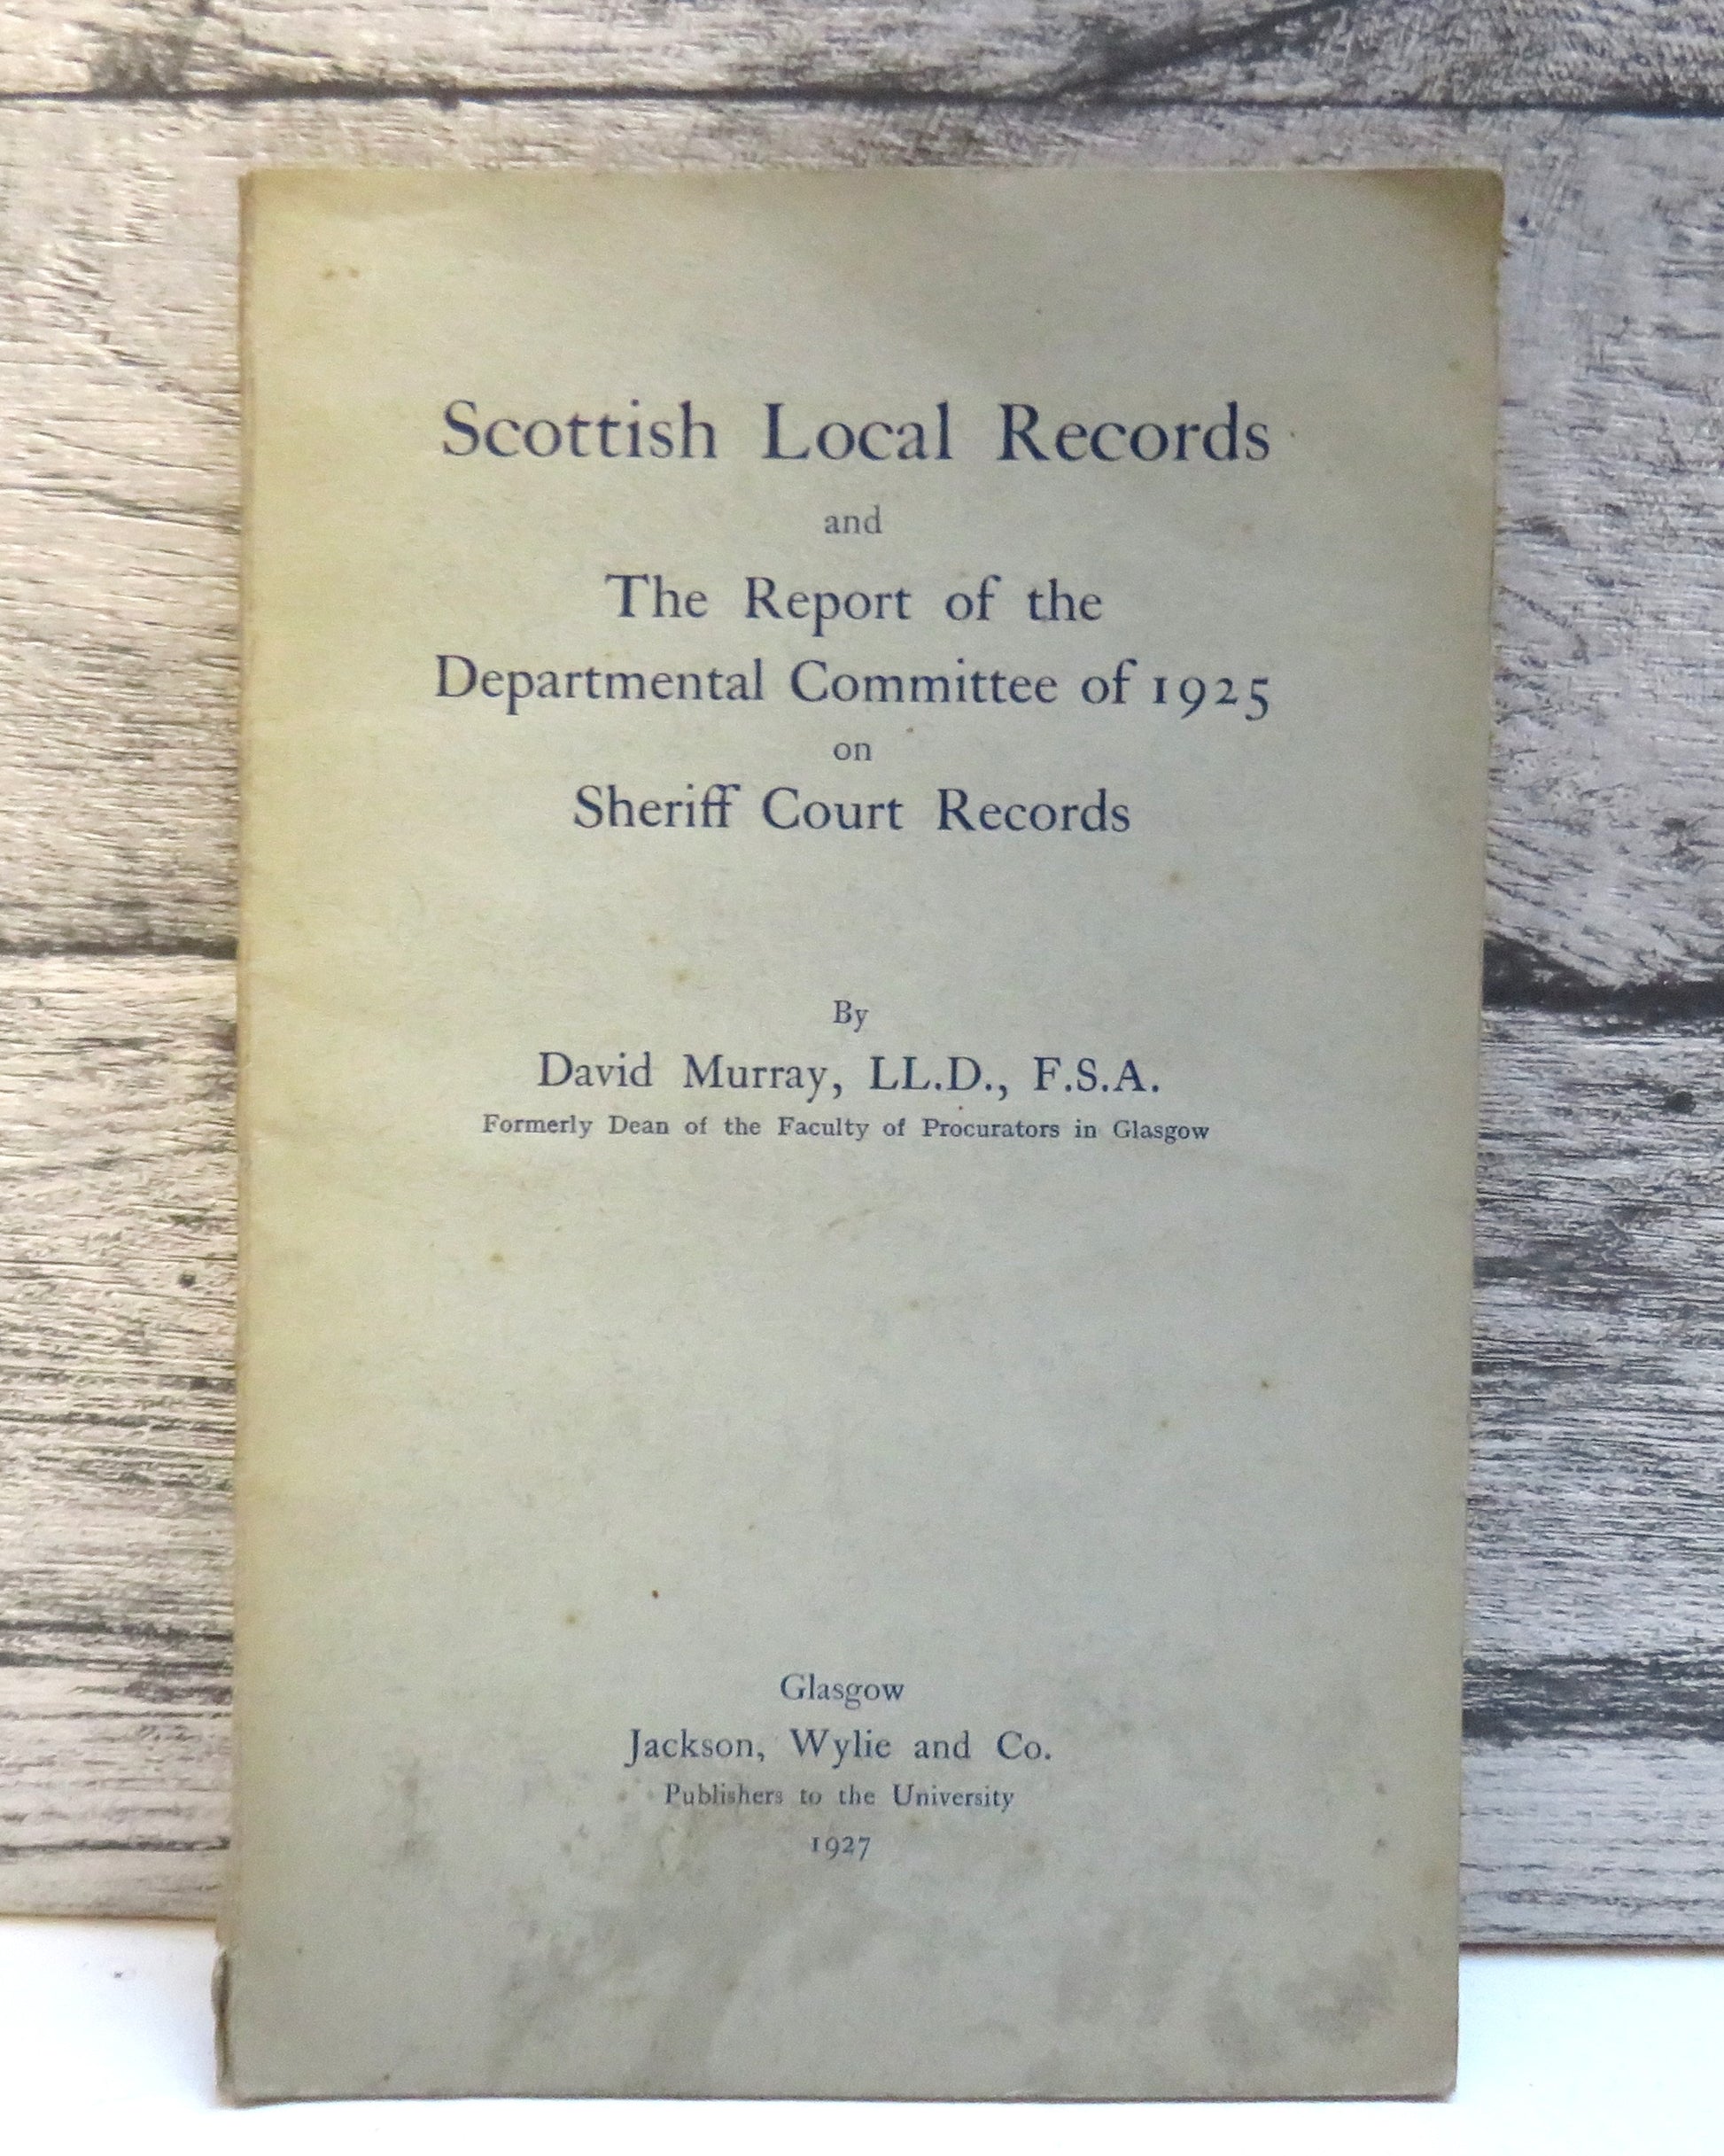 Scottish Local Records
and
The Report of the
Departmental Committee of 1925
on
Sheriff Court Records
By
David Murray, LL.D., F.S.A.
Formerly Dean of the Faculty of Procurators in Glasgow
Glasgow
Jackson, Wylie and Co.
Publishers to the University
1927